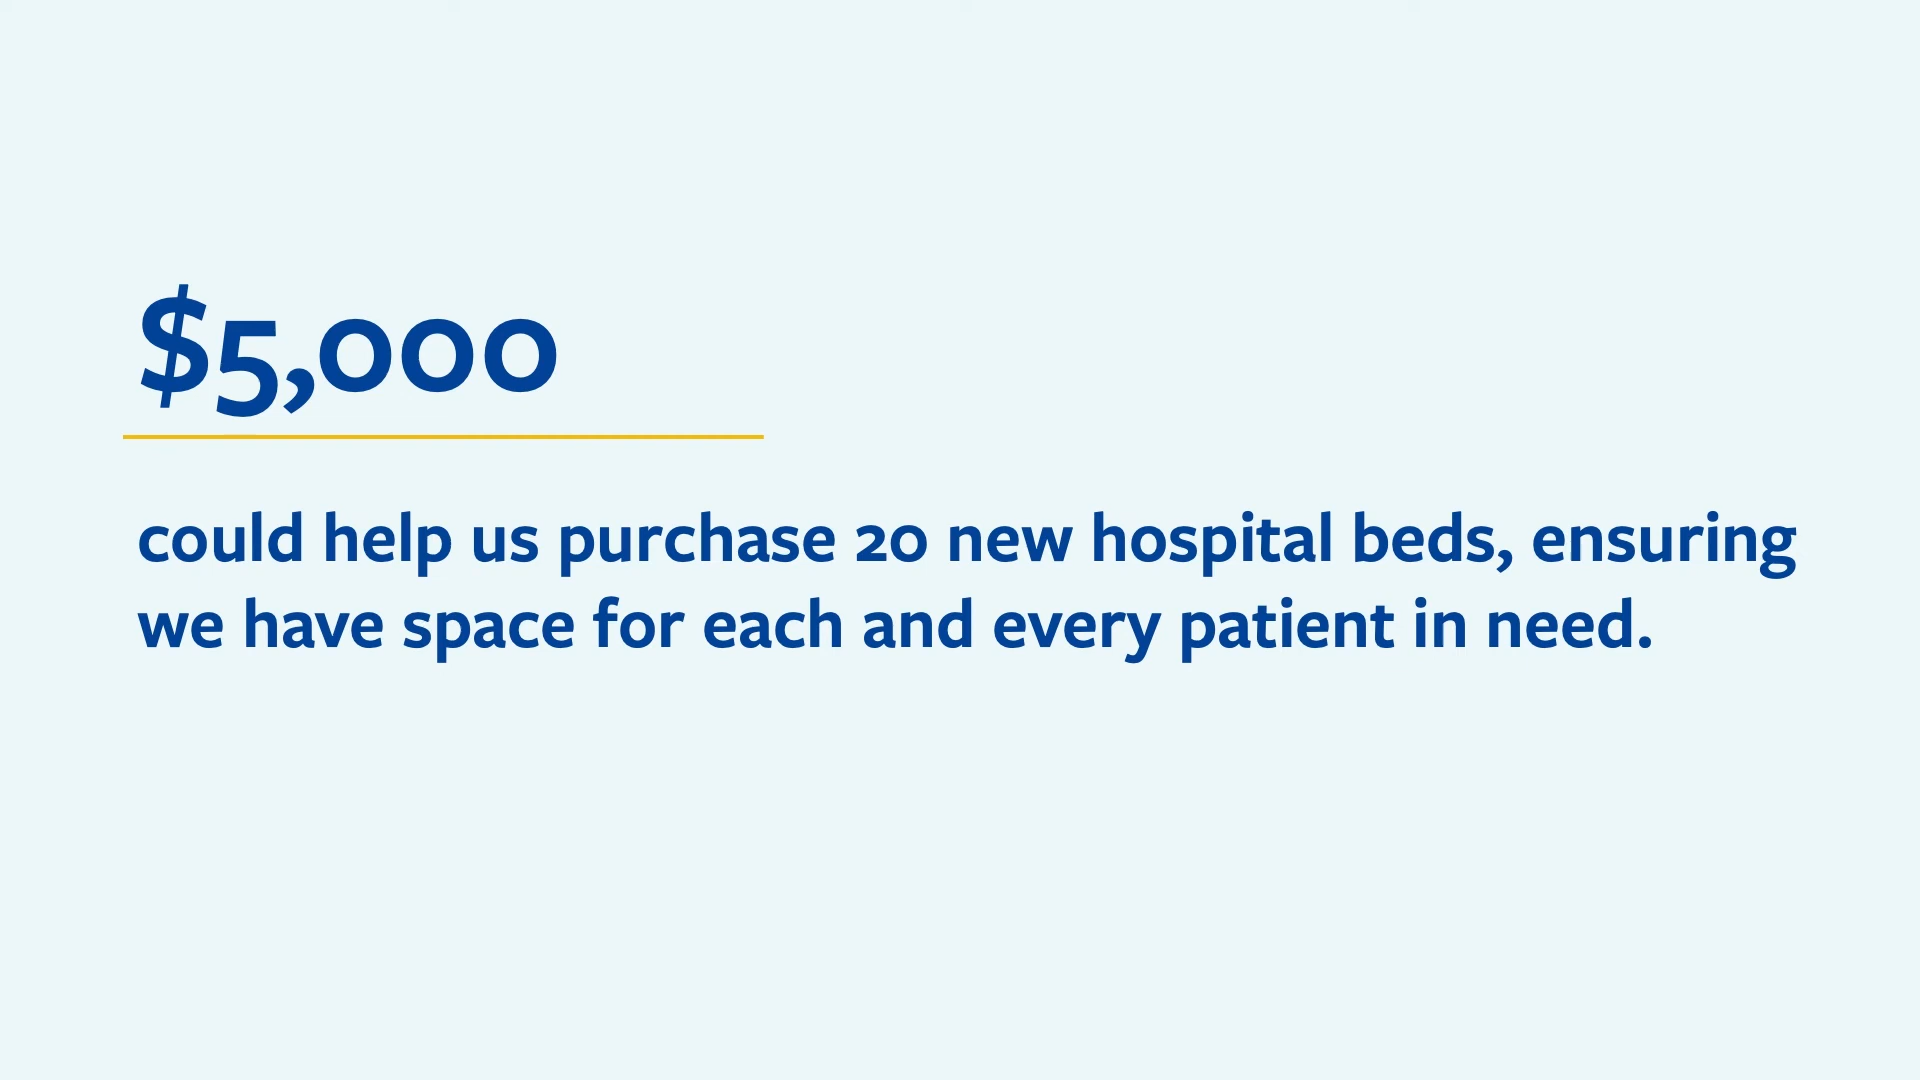 $5,000
could help us purchase 20 new hospital beds, ensuring
we have space for each and every patient in need.